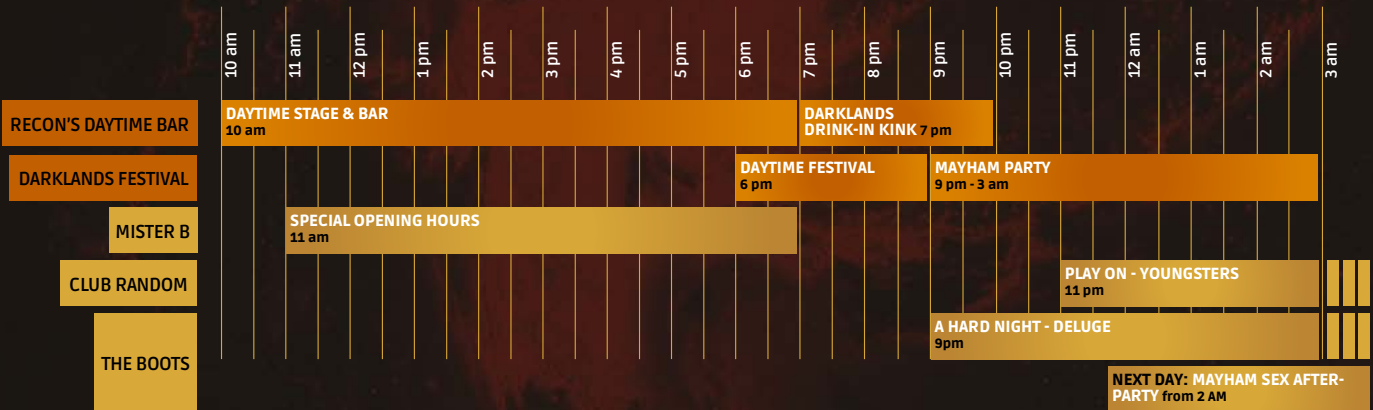 10 am
11 am
12 pm
1 pm
2 pm
3 pm
4 pm
5 pm
6 pm
7 pm
8 pm
9 pm
10 pm
11 pm
12 am
1 am
2 am
3 am
RECON'S DAYTIME BAR
DAYTIME STAGE & BAR
10 am
DARKLANDS
DRINK-IN KINK 7 pm
DARKLANDS FESTIVAL
DAYTIME FESTIVAL
6 pm
MAYHAM PARTY
9 pm - 3 am
MISTER B
SPECIAL OPENING HOURS
11 am
CLUB RANDOM
PLAY ON - YOUNGSTERS
11 pm
THE BOOTS
A HARD NIGHT - DELUGE
9pm
NEXT DAY: MAYHAM SEX AFTER-
PARTY from 2 AM